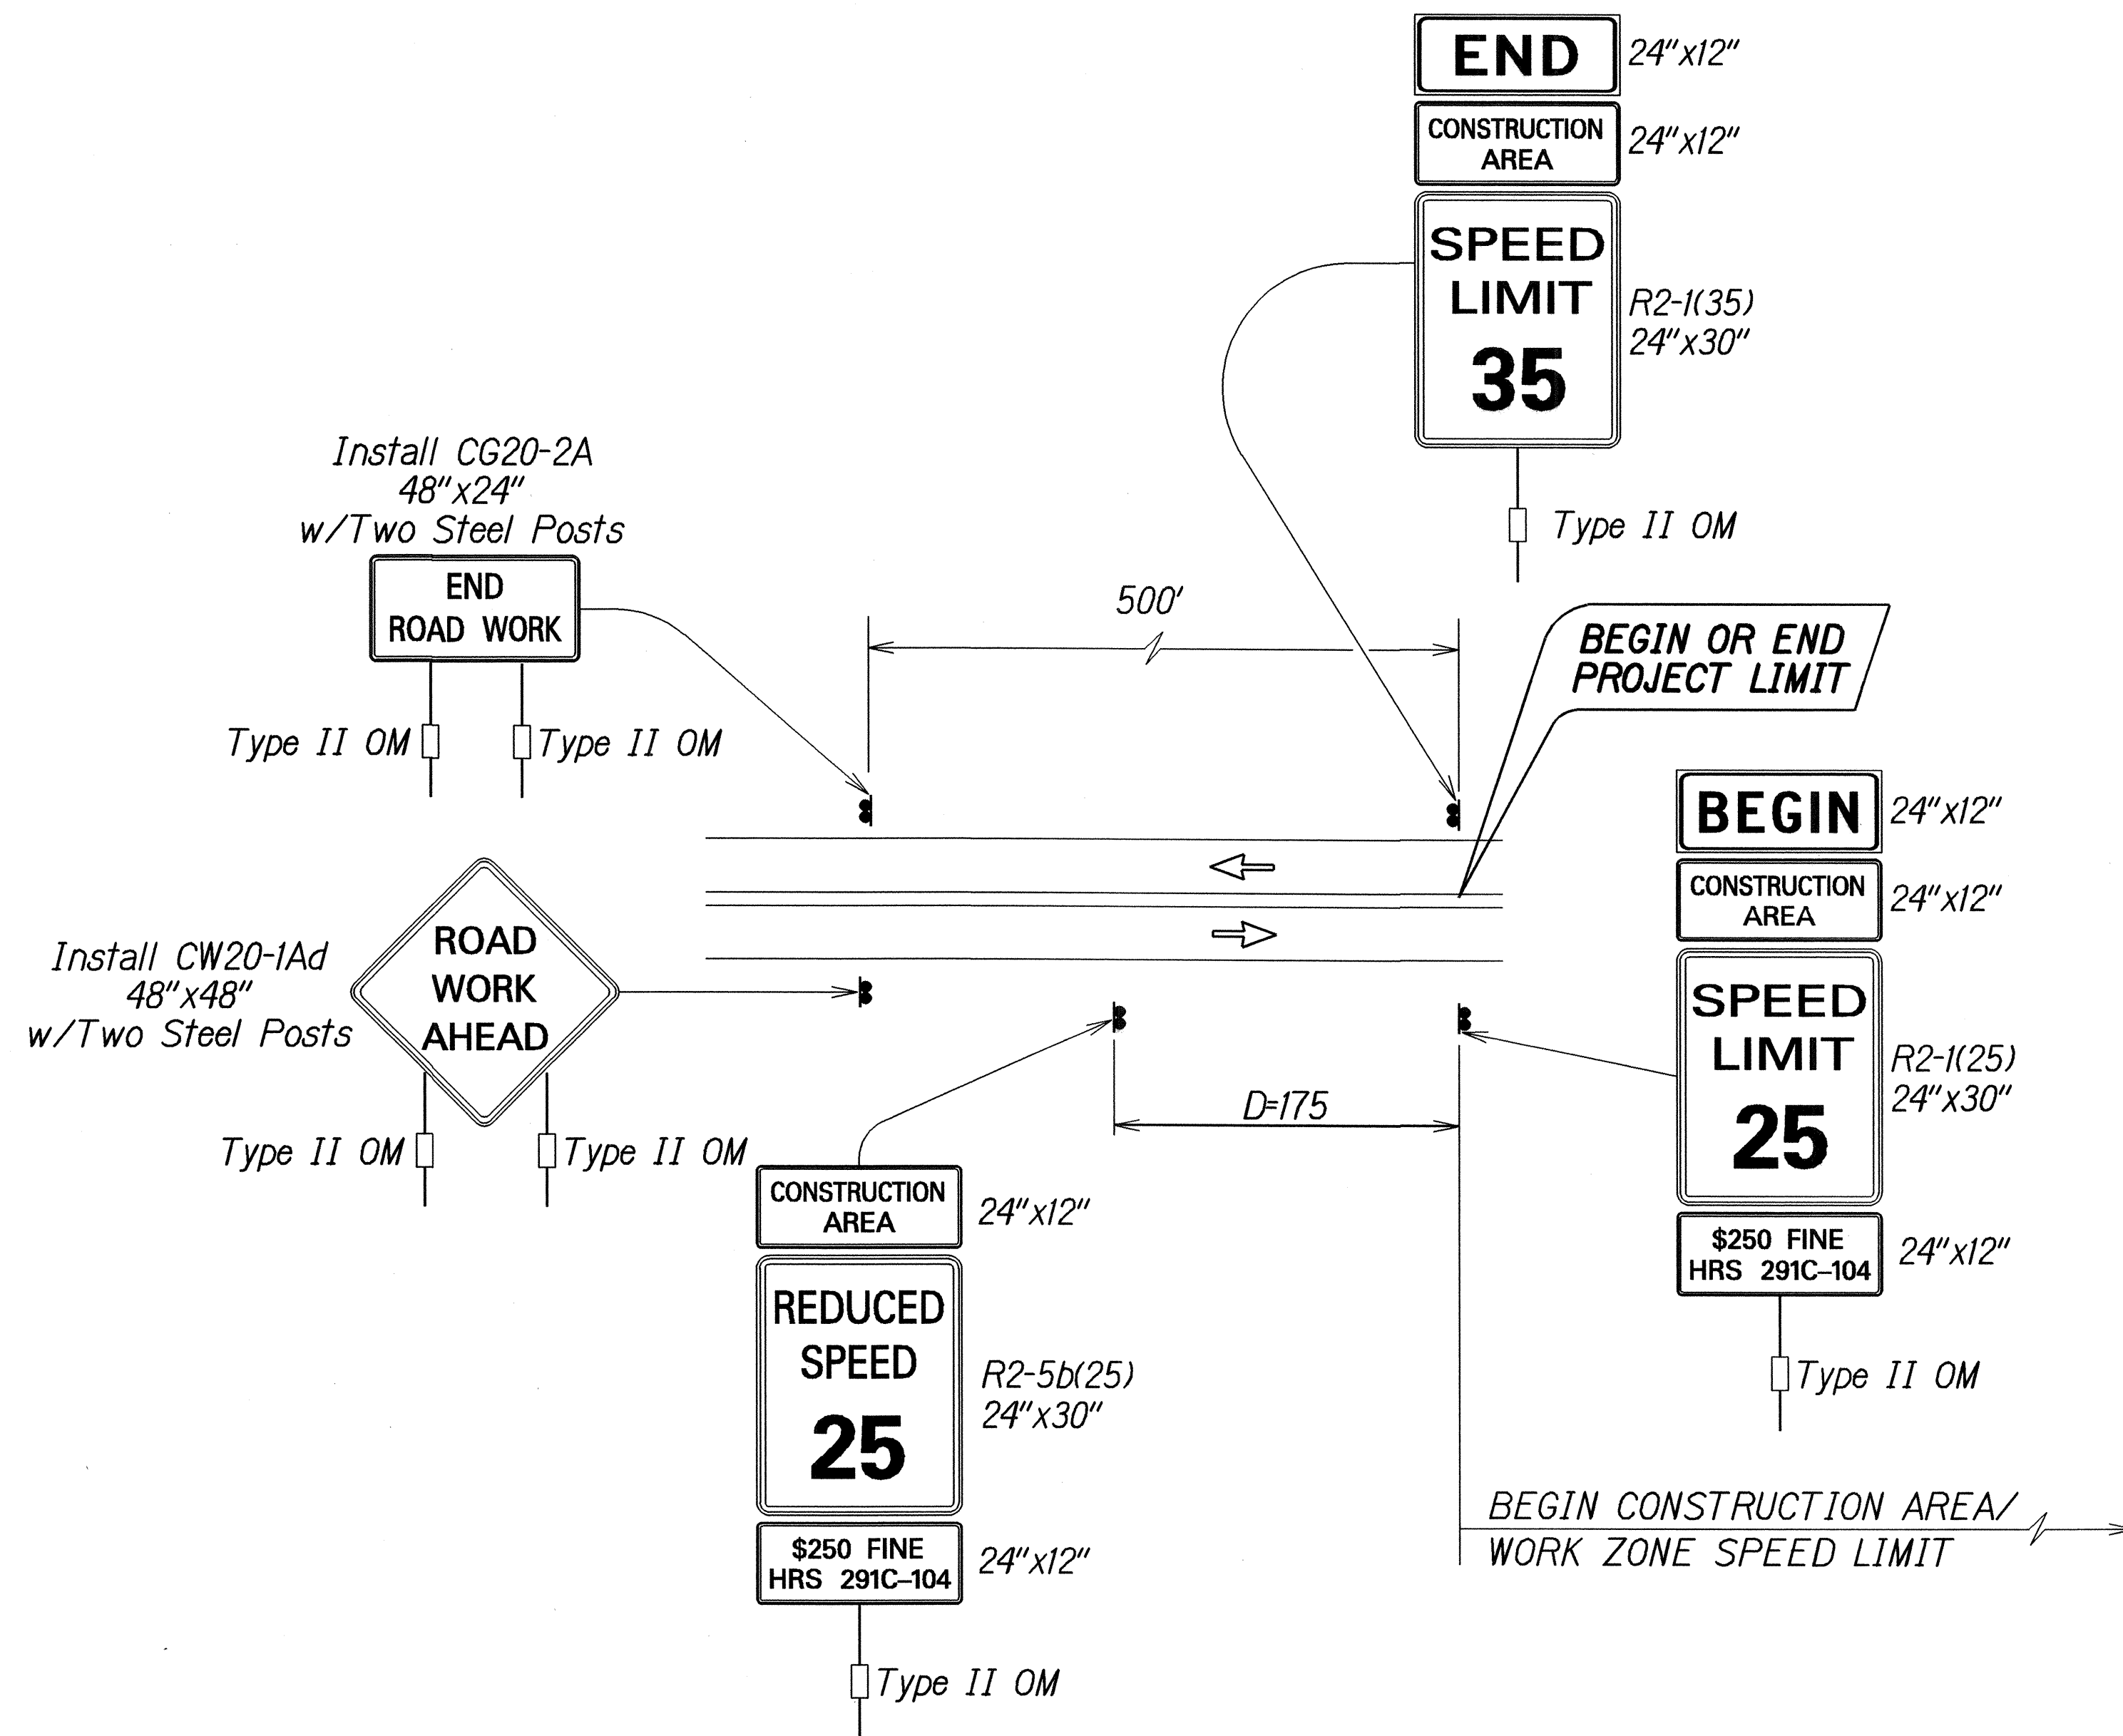 END
24"x12"
CONSTRUCTION
AREA
24"x12"
SPEED
LIMIT
35
R2-1(35)
24"x30"
Type II OM
Install CG20-2A
48"x24"
w/Two Steel Posts
END
ROAD WORK
Type II OM
Type II OM
500'
BEGIN OR END
PROJECT LIMIT
BEGIN
24"x12"
CONSTRUCTION
AREA
24"x12"
SPEED
LIMIT
25
R2-1(25)
24"x30"
$250 FINE
HRS 291C-104
24"x12"
Type II OM
Install CW20-1Ad
48"x48"
w/Two Steel Posts
ROAD
WORK
AHEAD
Type II OM
Type II OM
D=175
CONSTRUCTION
AREA
24"x12"
REDUCED
SPEED
25
R2-5b(25)
24"x30"
$250 FINE
HRS 291C-104
24"x12"
Type II OM
BEGIN CONSTRUCTION AREA/
WORK ZONE SPEED LIMIT